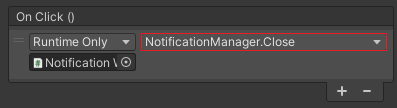 On Click ()
Runtime Only NotificationManager.Close
Notification
+ −